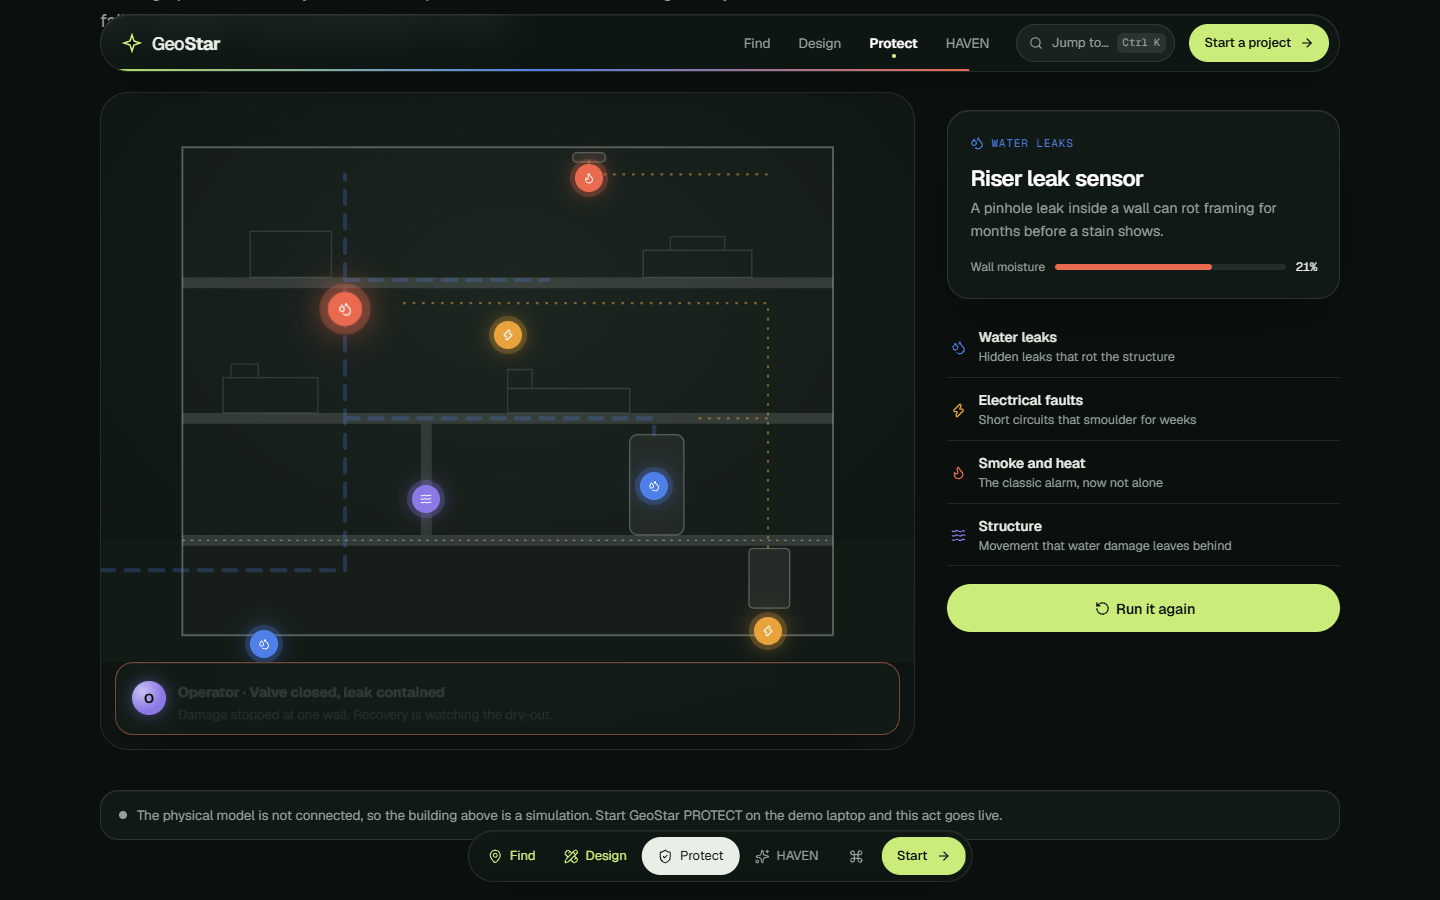 GeoStar
Find
Design
Protect
HAVEN
Jump to...
Ctrl K
Start a project
WATER LEAKS
Riser leak sensor
A pinhole leak inside a wall can rot framing for
months before a stain shows.
Wall moisture
21%
Water leaks
Hidden leaks that rot the structure
Electrical faults
Short circuits that smoulder for weeks
Smoke and heat
The classic alarm, now not alone
Structure
Movement that water damage leaves behind
Run it again
O
Operator · Valve closed, leak contained
Damage stopped at one wall. Recovery is watching the dry-out.
The physical model is not connected, so the building above is a simulation. Start GeoStar PROTECT on the demo laptop and this act goes live.
Find
Design
Protect
HAVEN
⌘
Start